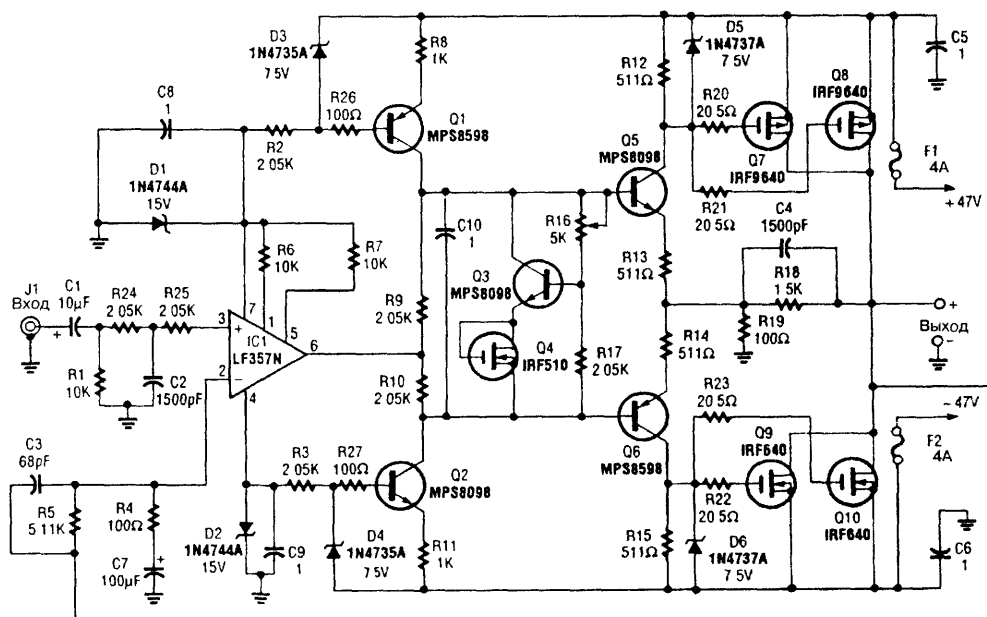 D3
1N4735A
7 5V
R8
1K
D5
1N4737A
7 5V
C5
1
C8
1
R26
100Ω
R2
2 05K
Q1
MPS8598
R12
511Ω
R20
20 5Ω
Q8
IRF9640
Q5
MPS8098
Q7
IRF9640
F1
4A
+ 47V
D1
1N4744A
15V
R21
20 5Ω
R6
10K
R7
10K
C10
1
R16
5K
R13
511Ω
C4
1500pF
J1
Вход
C1
10μF
+
R24
2 05K
R25
2 05K
3
+
7
1
5
IC1
LF357N
6
2
−
4
Q3
MPS8098
R18
1 5K
R9
2 05K
R19
100Ω
+
Выход
−
R14
511Ω
Q4
IRF510
R1
10K
C2
1500pF
R10
2 05K
R17
2 05K
R23
20 5Ω
− 47V
C3
68pF
R3
2 05K
R27
100Ω
Q2
MPS8098
Q6
MPS8598
Q9
IRF640
F2
4A
R5
5 11K
R4
100Ω
R22
20 5Ω
Q10
IRF640
D2
1N4744A
15V
C9
1
D4
1N4735A
7 5V
R11
1K
R15
511Ω
D6
1N4737A
7 5V
C6
1
C7
100μF
+